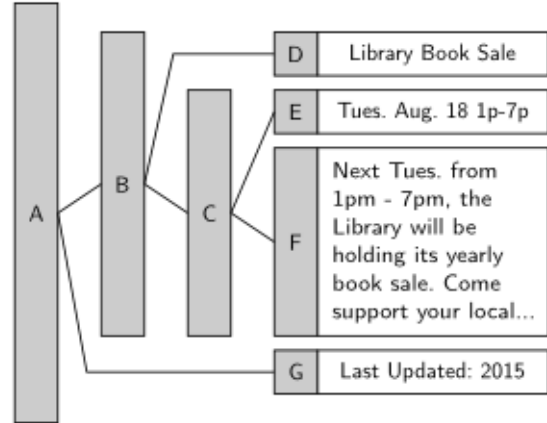 D Library Book Sale
E Tues. Aug. 18 1p-7p
B
C
A
F
Next Tues. from
1pm - 7pm, the
Library will be
holding its yearly
book sale. Come
support your local...
G Last Updated: 2015